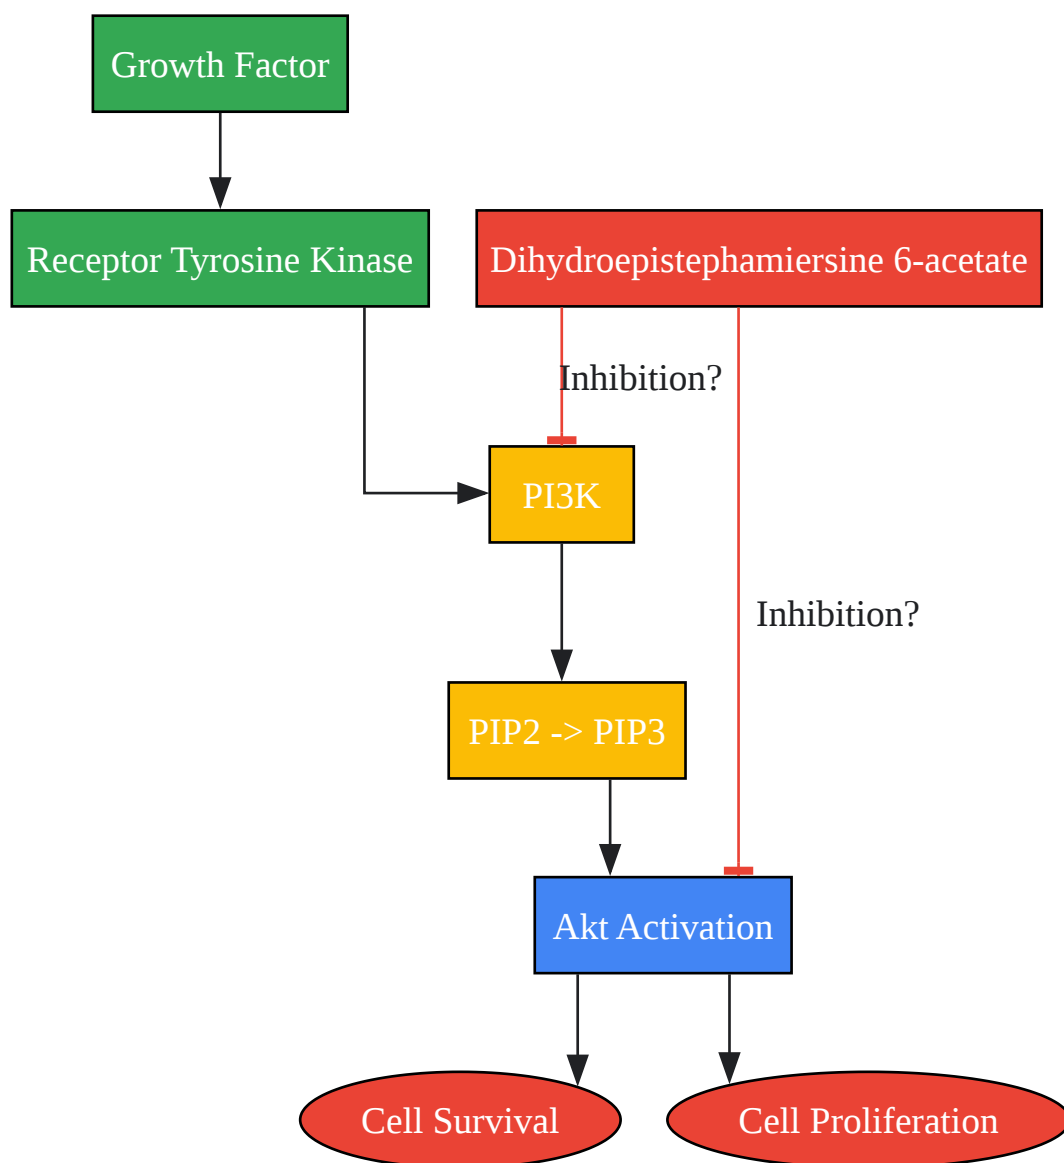 Growth Factor
Receptor Tyrosine Kinase
Dihydroepistephamiersine 6-acetate
Inhibition?
PI3K
Inhibition?
PIP2 -> PIP3
Akt Activation
Cell Survival
Cell Proliferation